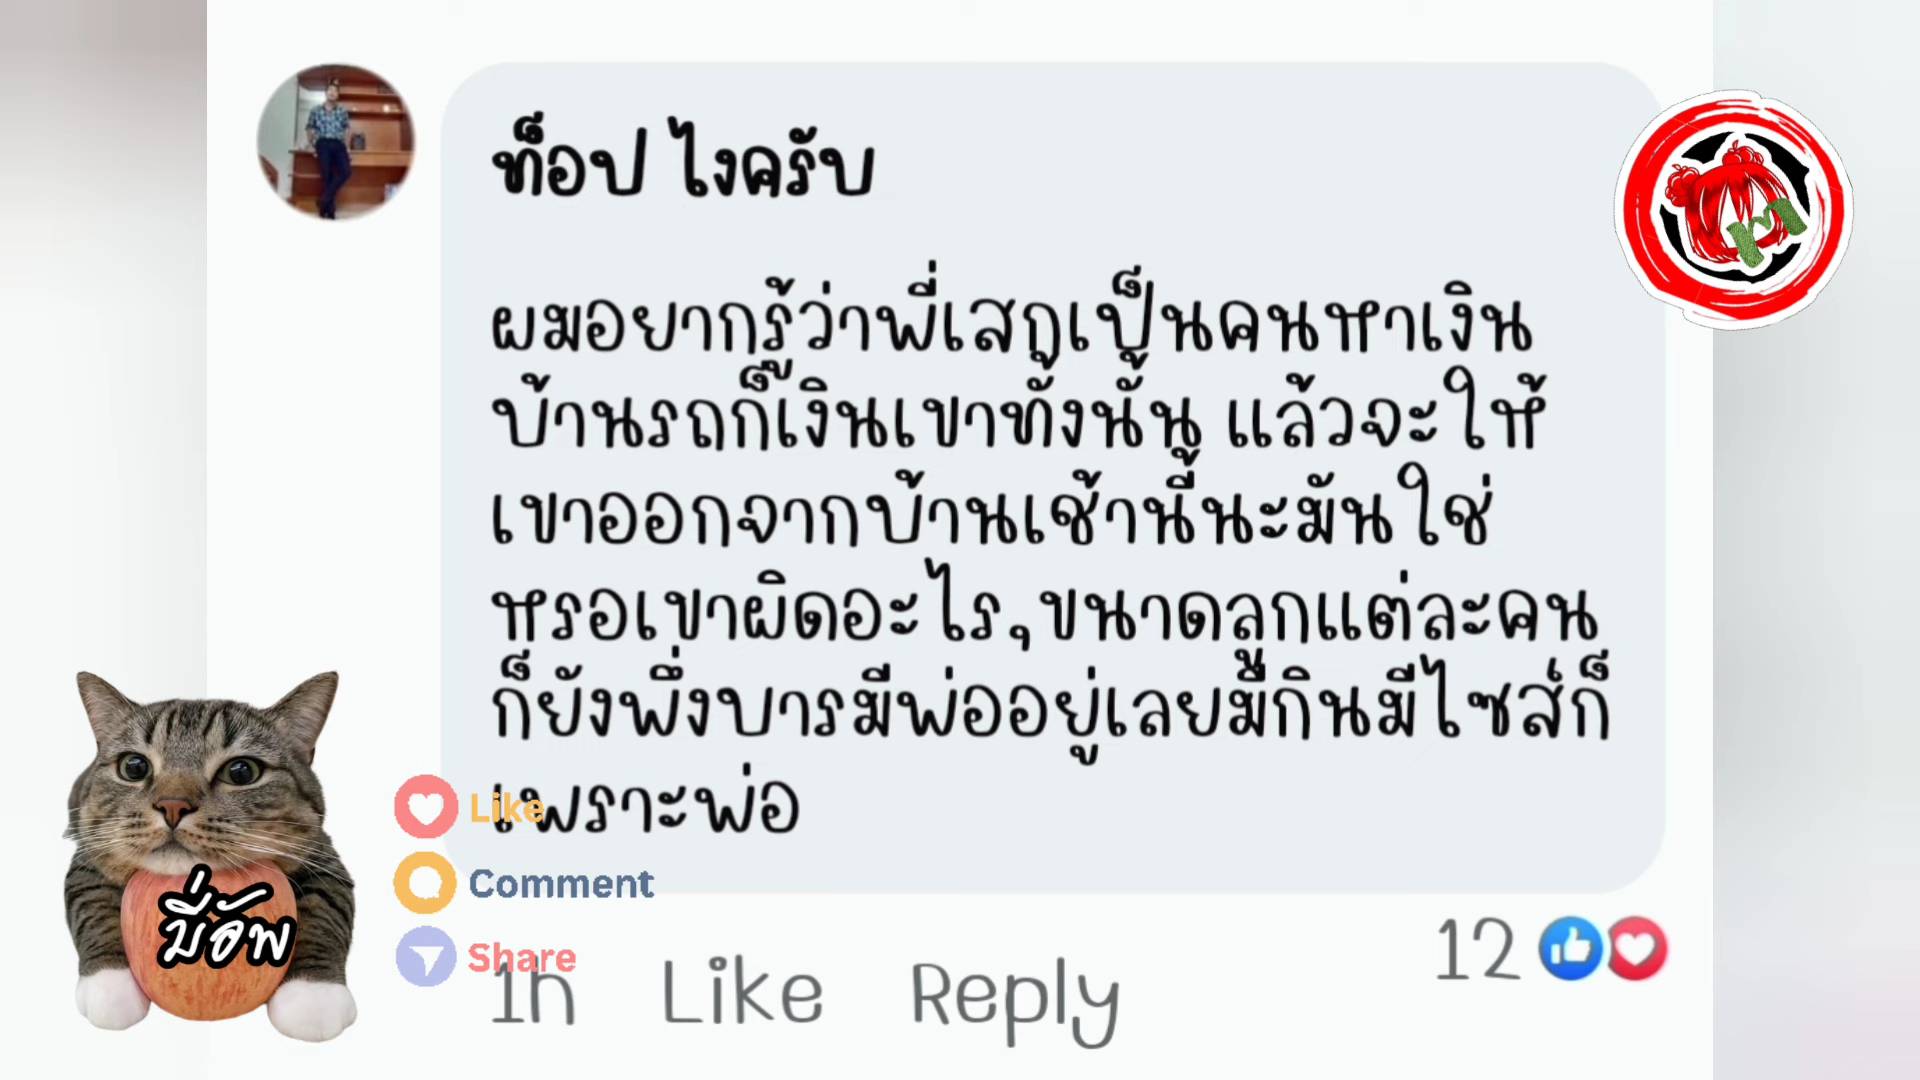 ท็อป ไงครับ
ผมอยากรู้ว่าพี่เสกเป็นคนหาเงิน
บ้านรถก็เงินเขาทั้งนั้น แล้วจะให้
เขาออกจากบ้านเช้านี้นะมันใช่
หรอเขาผิดอะไร,ขนาดลูกแต่ละคน
ก็ยังพึ่งบารมีพ่ออยู่เลยมีกินมีไซส์ก็
เพราะพ่อ
Like
Comment
Share
บี่อัพ
1h Like Reply
12